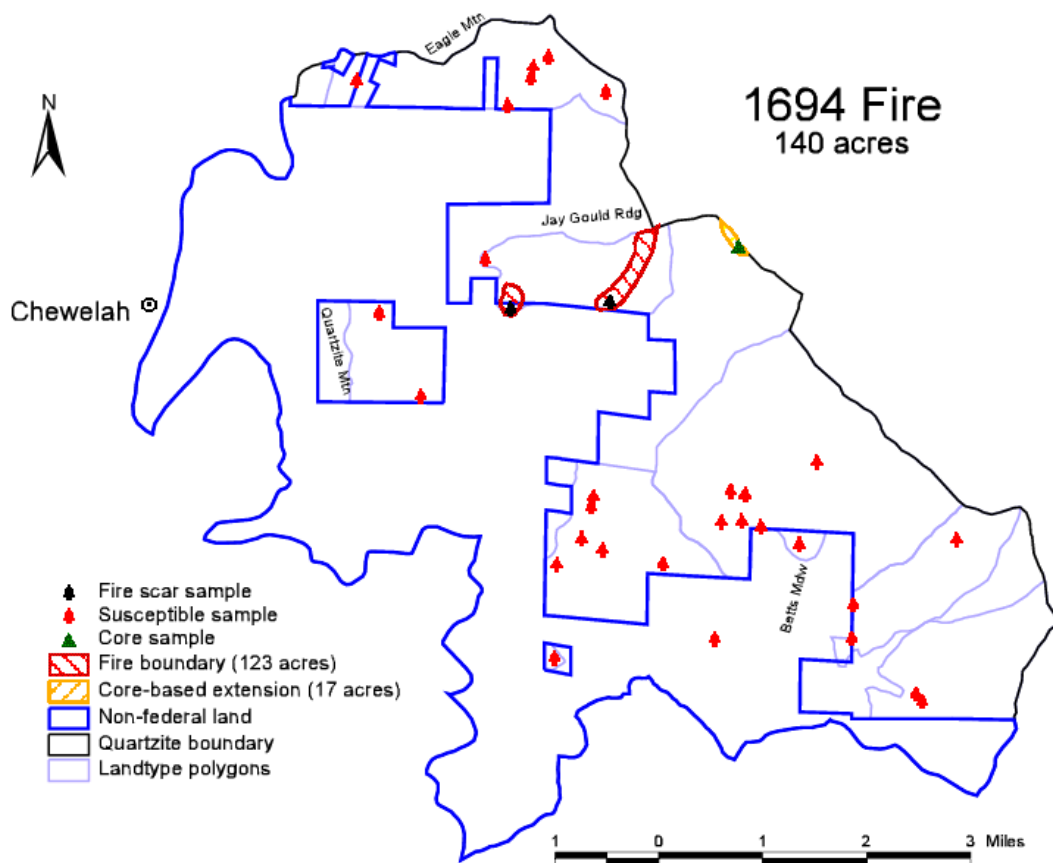 Eagle Mtn
N
1694 Fire
140 acres
Jay Gould Rdg
Chewelah
Quartzite Mtn
Betts Mdw
Fire scar sample
Susceptible sample
Core sample
Fire boundary (123 acres)
Core-based extension (17 acres)
Non-federal land
Quartzite boundary
Landtype polygons
1 0 1 2 3 Miles